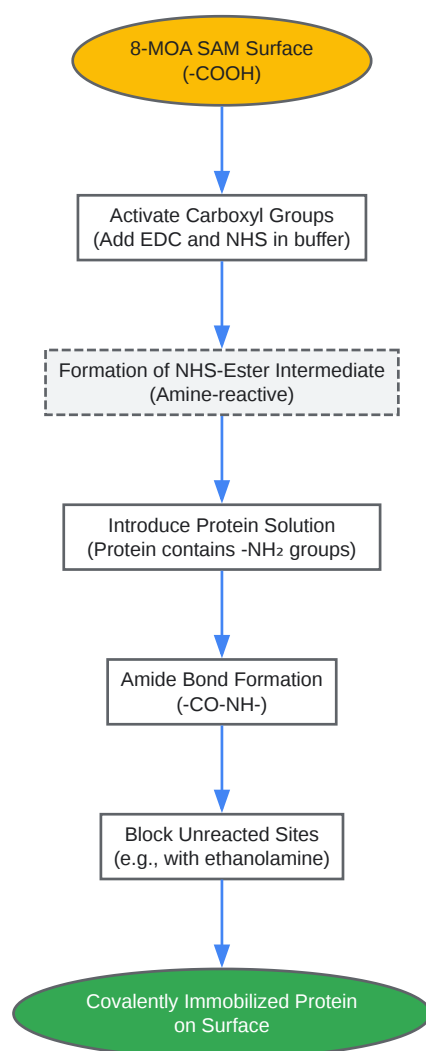 8-MOA SAM Surface
(-COOH)
Activate Carboxyl Groups
(Add EDC and NHS in buffer)
Formation of NHS-Ester Intermediate
(Amine-reactive)
Introduce Protein Solution
(Protein contains -NH₂ groups)
Amide Bond Formation
(-CO-NH-)
Block Unreacted Sites
(e.g., with ethanolamine)
Covalently Immobilized Protein
on Surface